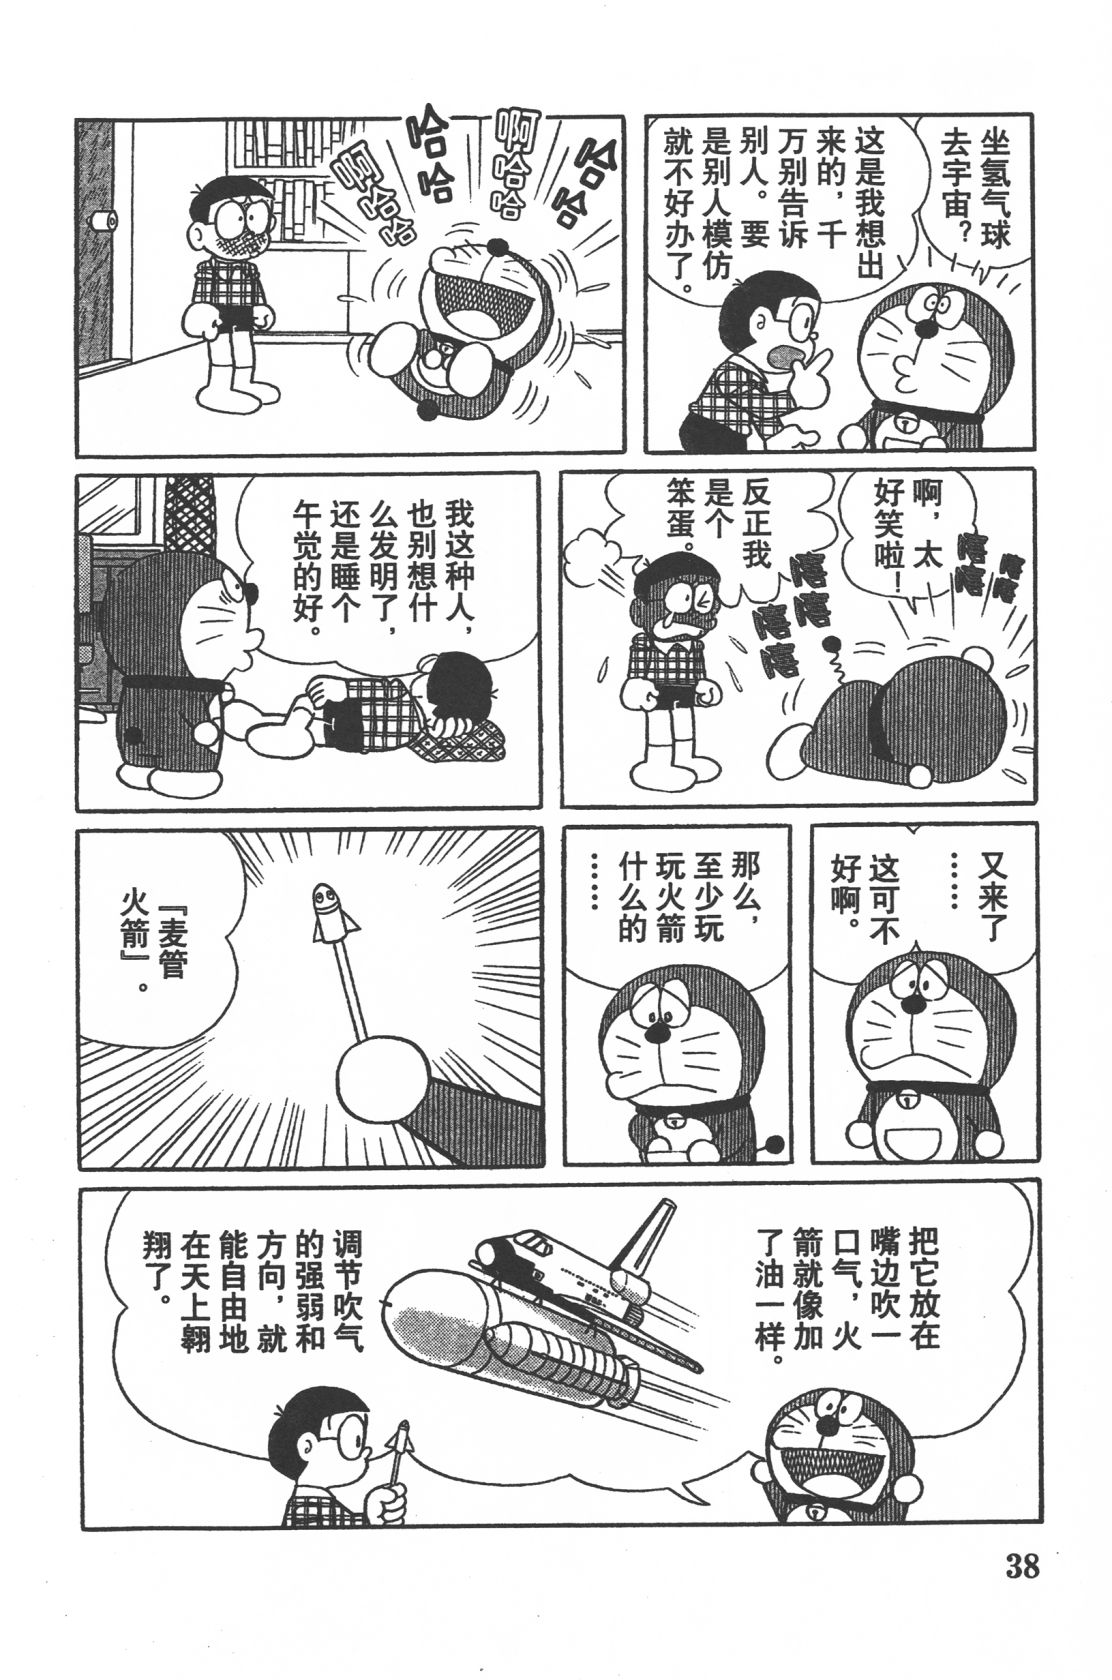 坐氢气球
去宇宙？
这是我想出
来的，千
万别告诉
别人。要
是别人模仿
就不好办了。
哈哈
啊哈哈
哈哈
啊哈哈
啊，太
好笑啦！
嘻嘻
嘻嘻
嘻嘻
嘻嘻
反正我
是个
笨蛋。
我这种人，
也别想什
么发明了，
还是睡个
午觉的好。
又来了
……
这可不
好啊。
那么，
至少玩
玩火箭
什么的
……
『麦管
火箭』。
把它放在
嘴边吹一
口气，火
箭就像加
了油一样。
调节吹气
的强弱和
方向，就
能自由地
在天上翱
翔了。
38